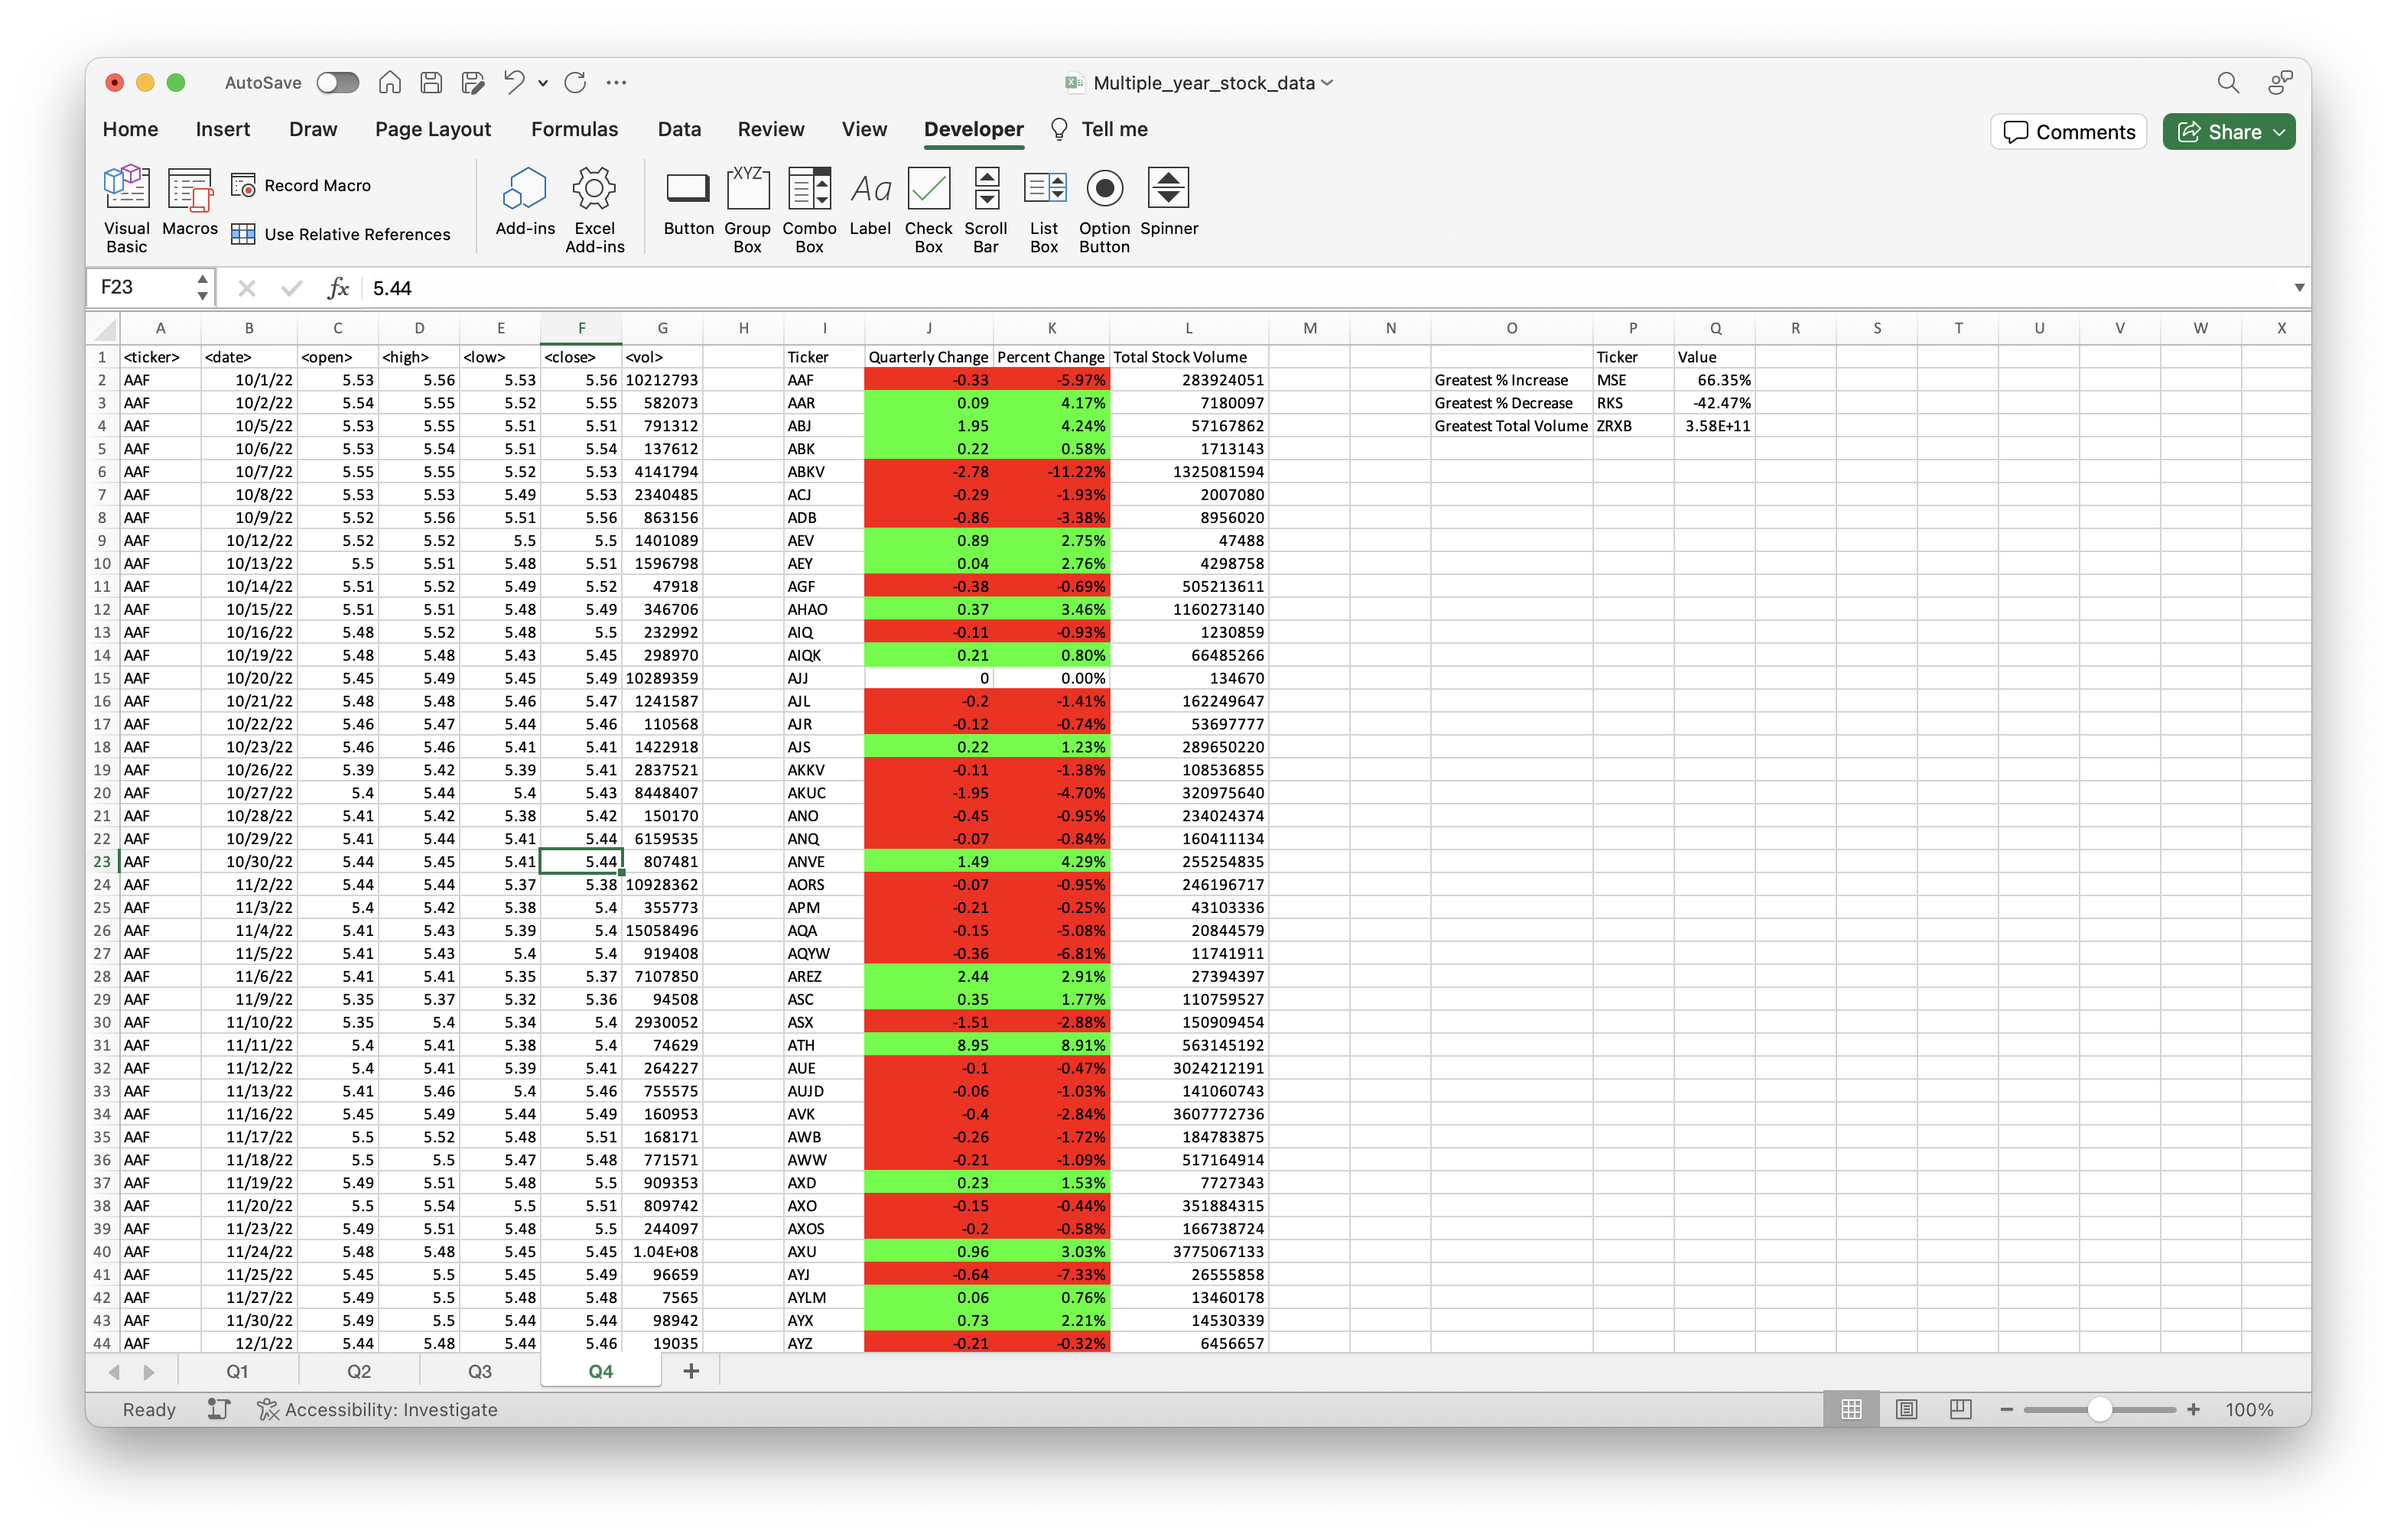 AutoSave Multiple_year_stock_data
Home Insert Draw Page Layout Formulas Data Review View Developer Tell me Comments Share
Visual Basic Macros Record Macro Use Relative References Add-ins Excel Add-ins Button XYZ Group Box Combo Box Aa Label Check Box Scroll Bar List Box Option Button Spinner
F23 fx 5.44
A B C D E F G H I J K L M N O P Q R S T U V W X
1 <ticker> <date> <open> <high> <low> <close> <vol> Ticker Quarterly Change Percent Change Total Stock Volume Ticker Value
2 AAF 10/1/22 5.53 5.56 5.53 5.56 10212793 AAF -0.33 -5.97% 283924051 Greatest % Increase MSE 66.35%
3 AAF 10/2/22 5.54 5.55 5.52 5.55 582073 AAR 0.09 4.17% 7180097 Greatest % Decrease RKS -42.47%
4 AAF 10/5/22 5.53 5.55 5.51 5.51 791312 ABJ 1.95 4.24% 57167862 Greatest Total Volume ZRXB 3.58E+11
5 AAF 10/6/22 5.53 5.54 5.51 5.54 137612 ABK 0.22 0.58% 1713143
6 AAF 10/7/22 5.55 5.55 5.52 5.53 4141794 ABKV -2.78 -11.22% 1325081594
7 AAF 10/8/22 5.53 5.53 5.49 5.53 2340485 ACJ -0.29 -1.93% 2007080
8 AAF 10/9/22 5.52 5.56 5.51 5.56 863156 ADB -0.86 -3.38% 8956020
9 AAF 10/12/22 5.52 5.52 5.5 5.5 1401089 AEV 0.89 2.75% 47488
10 AAF 10/13/22 5.5 5.51 5.48 5.51 1596798 AEY 0.04 2.76% 4298758
11 AAF 10/14/22 5.51 5.52 5.49 5.52 47918 AGF -0.38 -0.69% 505213611
12 AAF 10/15/22 5.51 5.51 5.48 5.49 346706 AHAO 0.37 3.46% 1160273140
13 AAF 10/16/22 5.48 5.52 5.48 5.5 232992 AIQ -0.11 -0.93% 1230859
14 AAF 10/19/22 5.48 5.48 5.43 5.45 298970 AIQK 0.21 0.80% 66485266
15 AAF 10/20/22 5.45 5.49 5.45 5.49 10289359 AJJ 0 0.00% 134670
16 AAF 10/21/22 5.48 5.48 5.46 5.47 1241587 AJL -0.2 -1.41% 162249647
17 AAF 10/22/22 5.46 5.47 5.44 5.46 110568 AJR -0.12 -0.74% 53697777
18 AAF 10/23/22 5.46 5.46 5.41 5.41 1422918 AJS 0.22 1.23% 289650220
19 AAF 10/26/22 5.39 5.42 5.39 5.41 2837521 AKKV -0.11 -1.38% 108536855
20 AAF 10/27/22 5.4 5.44 5.4 5.43 8448407 AKUC -1.95 -4.70% 320975640
21 AAF 10/28/22 5.41 5.42 5.38 5.42 150170 ANO -0.45 -0.95% 234024374
22 AAF 10/29/22 5.41 5.44 5.41 5.44 6159535 ANQ -0.07 -0.84% 160411134
23 AAF 10/30/22 5.44 5.45 5.41 5.44 807481 ANVE 1.49 4.29% 255254835
24 AAF 11/2/22 5.44 5.44 5.37 5.38 10928362 AORS -0.07 -0.95% 246196717
25 AAF 11/3/22 5.4 5.42 5.38 5.4 355773 APM -0.21 -0.25% 43103336
26 AAF 11/4/22 5.41 5.43 5.39 5.4 15058496 AQA -0.15 -5.08% 20844579
27 AAF 11/5/22 5.41 5.43 5.4 5.4 919408 AQYW -0.36 -6.81% 11741911
28 AAF 11/6/22 5.41 5.41 5.35 5.37 7107850 AREZ 2.44 2.91% 27394397
29 AAF 11/9/22 5.35 5.37 5.32 5.36 94508 ASC 0.35 1.77% 110759527
30 AAF 11/10/22 5.35 5.4 5.34 5.4 2930052 ASX -1.51 -2.88% 150909454
31 AAF 11/11/22 5.4 5.41 5.38 5.4 74629 ATH 8.95 8.91% 563145192
32 AAF 11/12/22 5.4 5.41 5.39 5.41 264227 AUE -0.1 -0.47% 3024212191
33 AAF 11/13/22 5.41 5.46 5.4 5.46 755575 AUJD -0.06 -1.03% 141060743
34 AAF 11/16/22 5.45 5.49 5.44 5.49 160953 AVK -0.4 -2.84% 3607772736
35 AAF 11/17/22 5.5 5.52 5.48 5.51 168171 AWB -0.26 -1.72% 184783875
36 AAF 11/18/22 5.5 5.5 5.47 5.48 771571 AWW -0.21 -1.09% 517164914
37 AAF 11/19/22 5.49 5.51 5.48 5.5 909353 AXD 0.23 1.53% 7727343
38 AAF 11/20/22 5.5 5.54 5.5 5.51 809742 AXO -0.15 -0.44% 351884315
39 AAF 11/23/22 5.49 5.51 5.48 5.5 244097 AXOS -0.2 -0.58% 166738724
40 AAF 11/24/22 5.48 5.48 5.45 5.45 1.04E+08 AXU 0.96 3.03% 3775067133
41 AAF 11/25/22 5.45 5.5 5.45 5.49 96659 AYJ -0.64 -7.33% 26555858
42 AAF 11/27/22 5.49 5.5 5.48 5.48 7565 AYLM 0.06 0.76% 13460178
43 AAF 11/30/22 5.49 5.5 5.44 5.44 98942 AYX 0.73 2.21% 14530339
44 AAF 12/1/22 5.44 5.48 5.44 5.46 19035 AYZ -0.21 -0.32% 6456657
Q1 Q2 Q3 Q4
Ready Accessibility: Investigate 100%